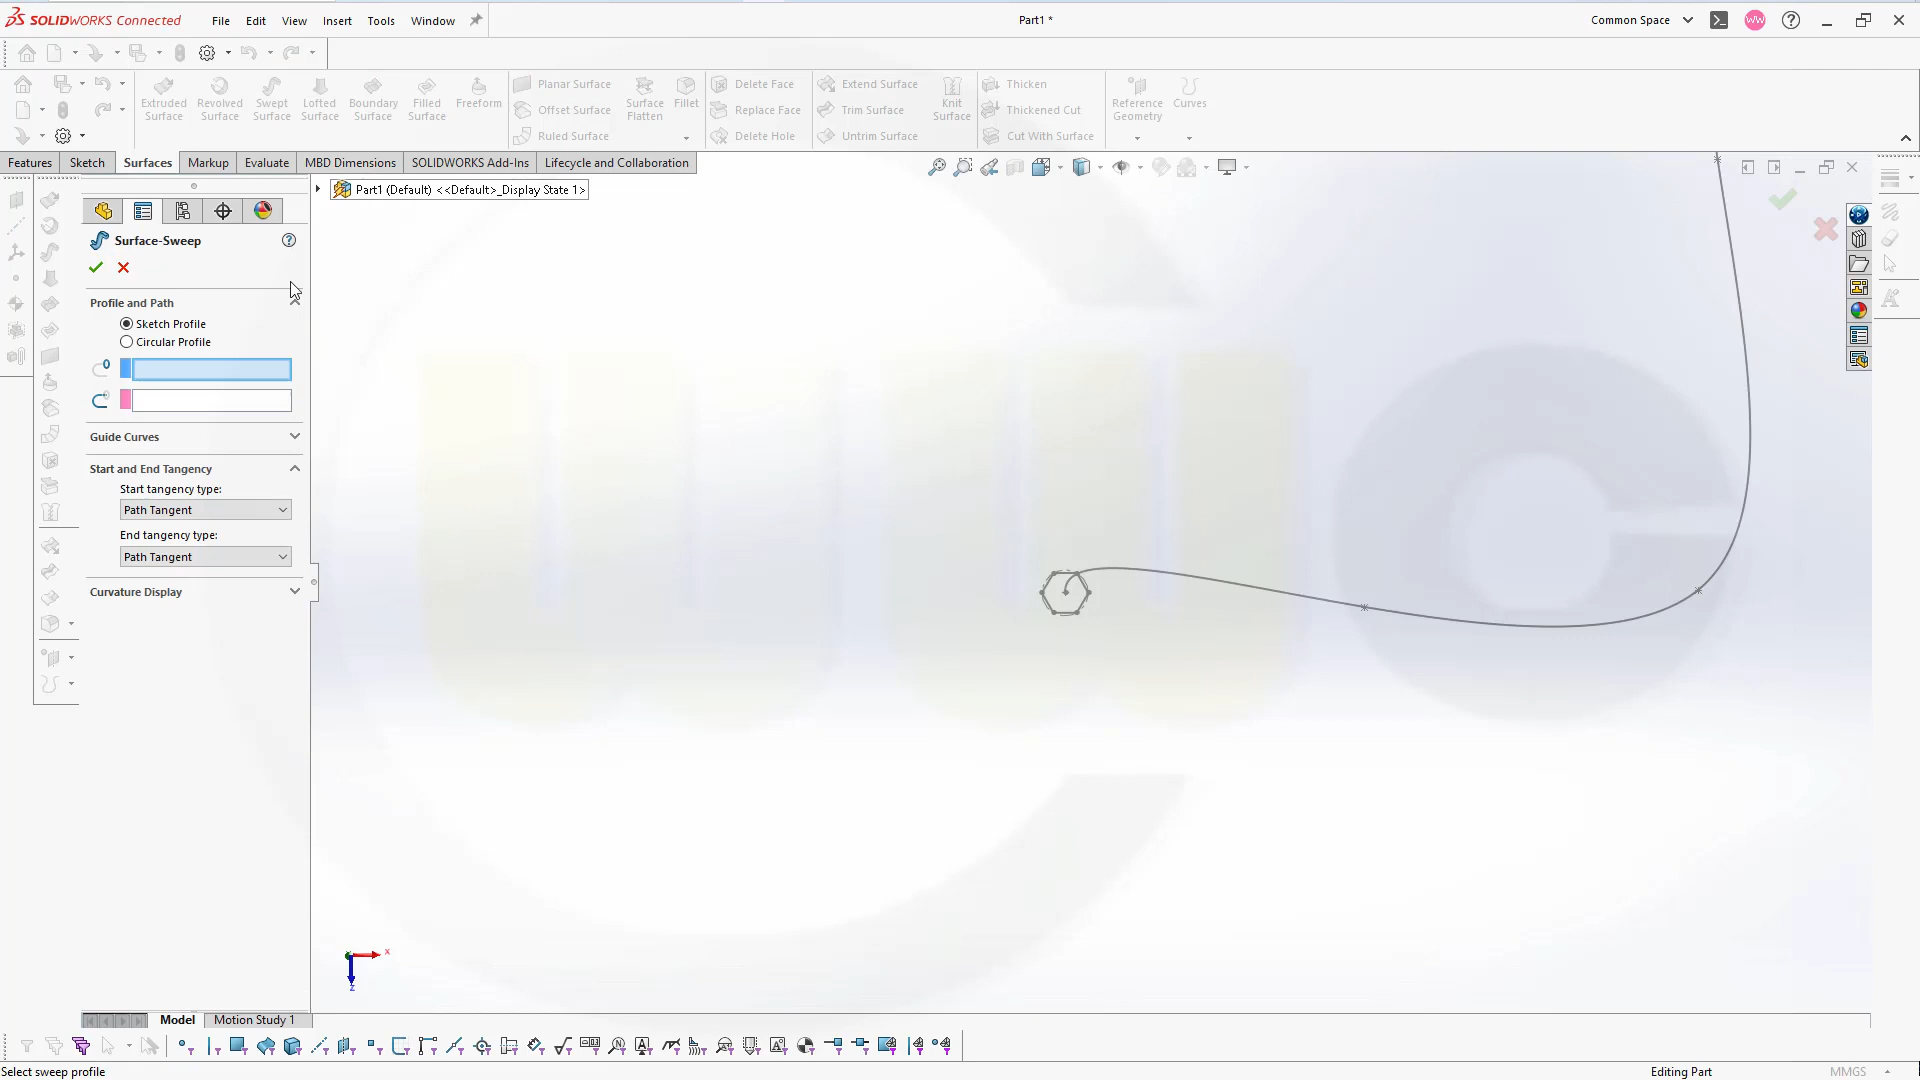 SOLIDWORKS Connected
File Edit View Insert Tools Window
Part1 *
Common Space
WW
Extruded Surface
Revolved Surface
Swept Surface
Lofted Surface
Boundary Surface
Filled Surface
Freeform
Planar Surface
Offset Surface
Ruled Surface
Surface Flatten
Fillet
Delete Face
Replace Face
Delete Hole
Extend Surface
Trim Surface
Untrim Surface
Knit Surface
Thicken
Thickened Cut
Cut With Surface
Reference Geometry
Curves
Features Sketch Surfaces Markup Evaluate MBD Dimensions SOLIDWORKS Add-Ins Lifecycle and Collaboration
Part1 (Default) <<Default>_Display State 1>
Surface-Sweep
Profile and Path
Sketch Profile
Circular Profile
Guide Curves
Start and End Tangency
Start tangency type:
Path Tangent
End tangency type:
Path Tangent
Curvature Display
x
z
Model Motion Study 1
Select sweep profile
Editing Part
MMGS